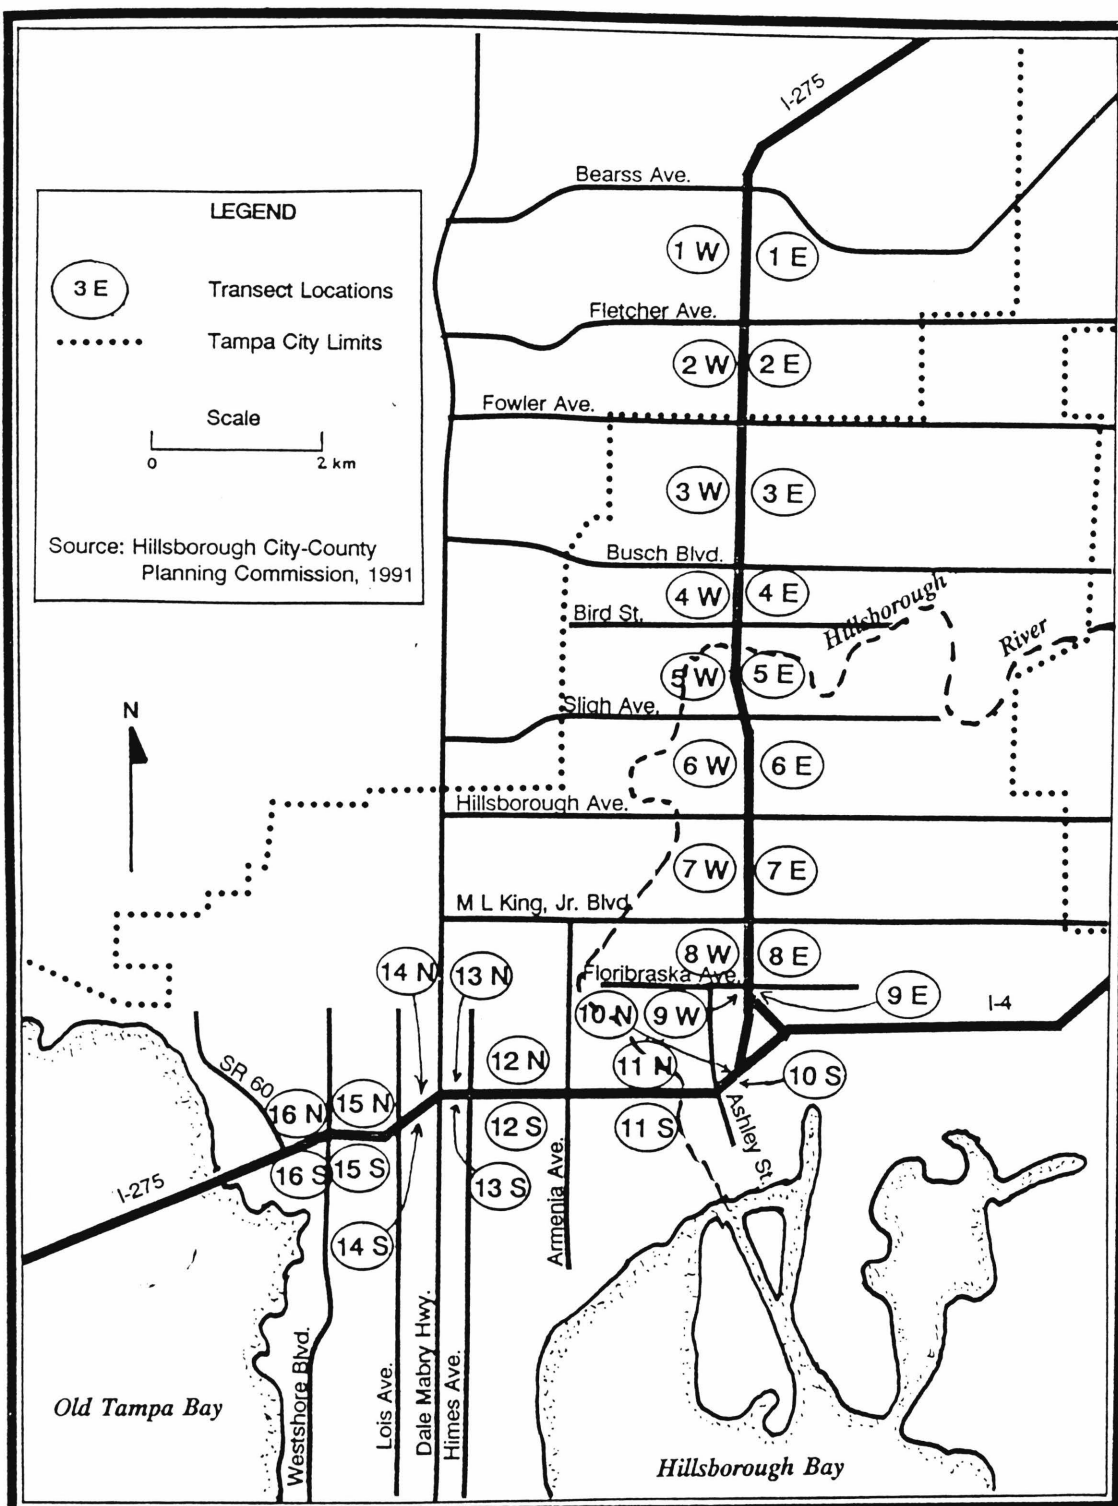 I-275
Bearss Ave.
LEGEND
3 E
Transect Locations
Tampa City Limits
Scale
0 2 km
Source: Hillsborough City-County
Planning Commission, 1991
1 W
1 E
Fletcher Ave.
2 W
2 E
Fowler Ave.
3 W
3 E
Busch Blvd.
4 W
4 E
Bird St.
Hillsborough
River
5 W
5 E
Sligh Ave.
N
6 W
6 E
Hillsborough Ave.
7 W
7 E
M L King, Jr. Blvd.
8 W
8 E
14 N
13 N
Floribraska Ave.
9 E
10 N
9 W
I-4
SR 60
12 N
11 N
10 S
16 N
15 N
12 S
11 S
Ashley St.
16 S
15 S
13 S
I-275
14 S
Armenia Ave.
Westshore Blvd.
Lois Ave.
Dale Mabry Hwy.
Himes Ave.
Old Tampa Bay
Hillsborough Bay